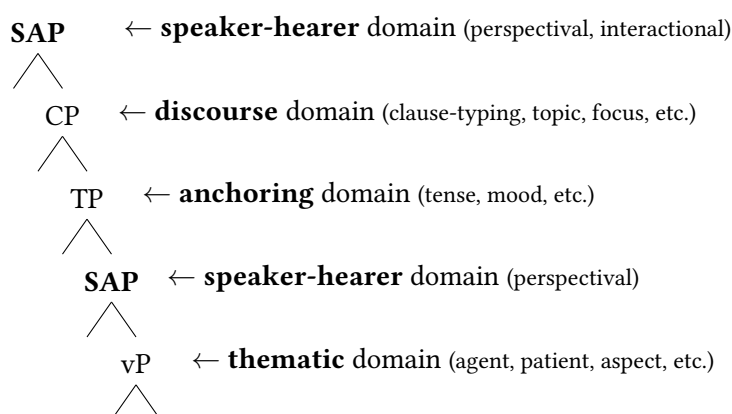 SAP ← speaker-hearer domain (perspectival, interactional)
CP ← discourse domain (clause-typing, topic, focus, etc.)
TP ← anchoring domain (tense, mood, etc.)
SAP ← speaker-hearer domain (perspectival)
vP ← thematic domain (agent, patient, aspect, etc.)